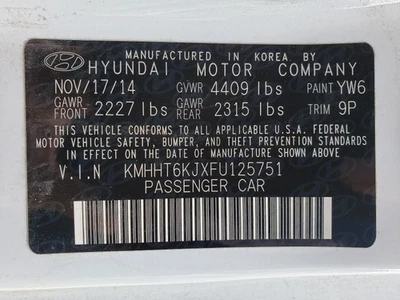 MANUFACTURED IN KOREA BY
HYUNDAI MOTOR COMPANY
NOV/17/14 GVWR 4409 lbs PAINT YW6
GAWR FRONT 2227 lbs GAWR REAR 2315 lbs TRIM 9P
THIS VEHICLE CONFORMS TO ALL APPLICABLE U.S.A. FEDERAL
MOTOR VEHICLE SAFETY, BUMPER, AND THEFT PREVENTION STANDARDS
IN EFFECT ON THE DATE OF MANUFACTURE SHOWN ABOVE.
V.I.N KMHHT6KJXFU125751
PASSENGER CAR